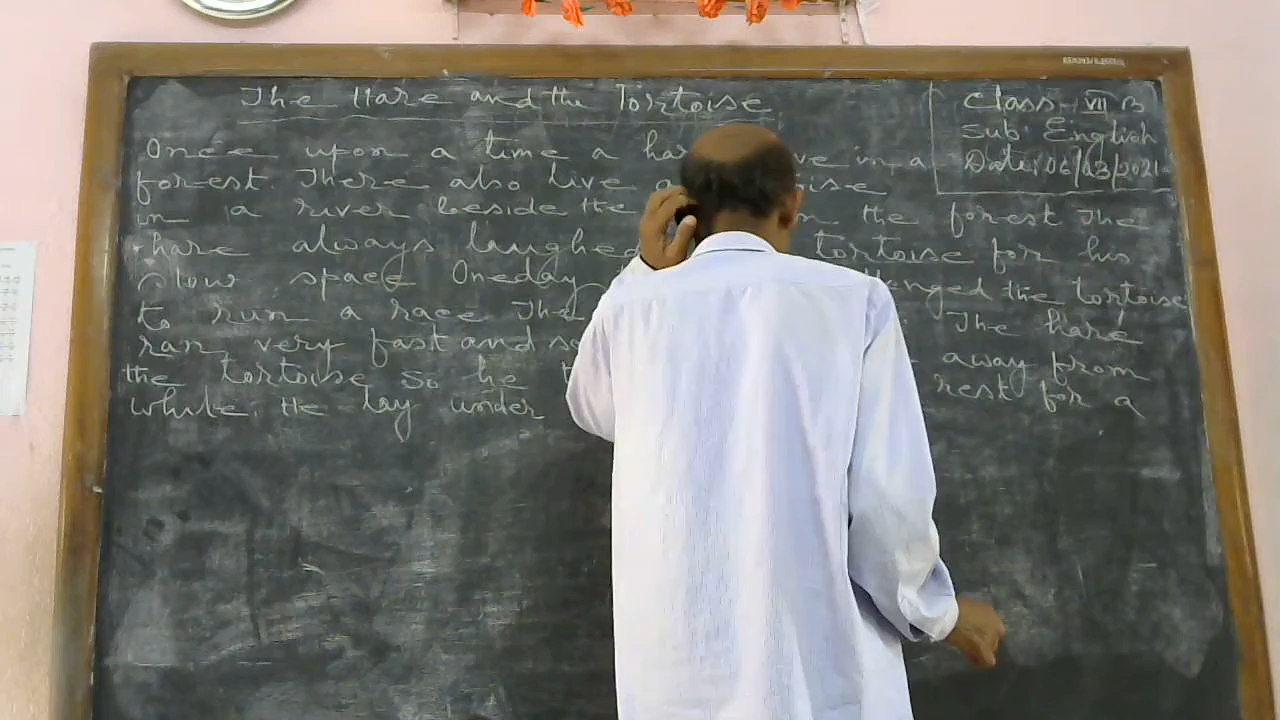 The Hare and the Tortoise
Class - VII B
Sub: English
Date: 06/03/2021
Once upon a time a ha ve in a
forest. There also live a ise
in a river beside the the forest The
hare always laughed tortoise for his
slow space Oneday enged the tortoise
to run a race The The hare
ran very fast and away from
the tortoise so he rest for a
while. He lay under